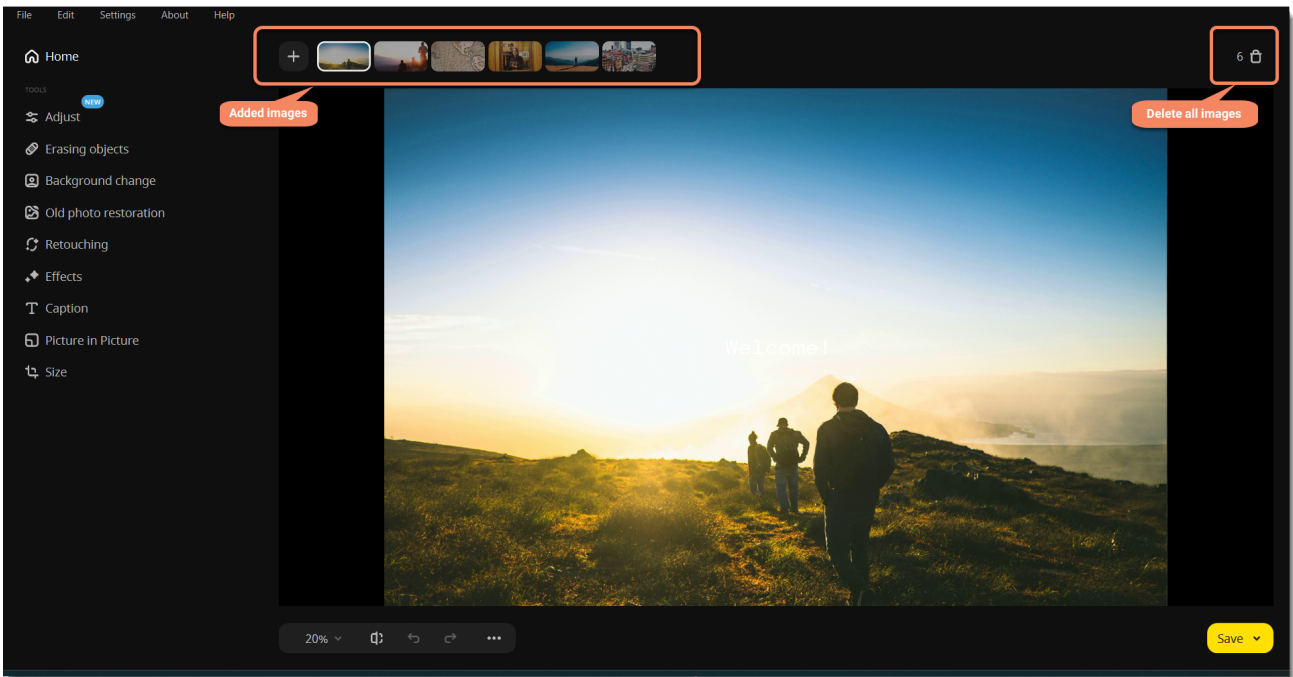 File Edit Settings About Help
Home
6
TOOLS
NEW
Adjust
Added images
Delete all images
Erasing objects
Background change
Old photo restoration
Retouching
Effects
Caption
Picture in Picture
Welcome!
Size
20%
Save